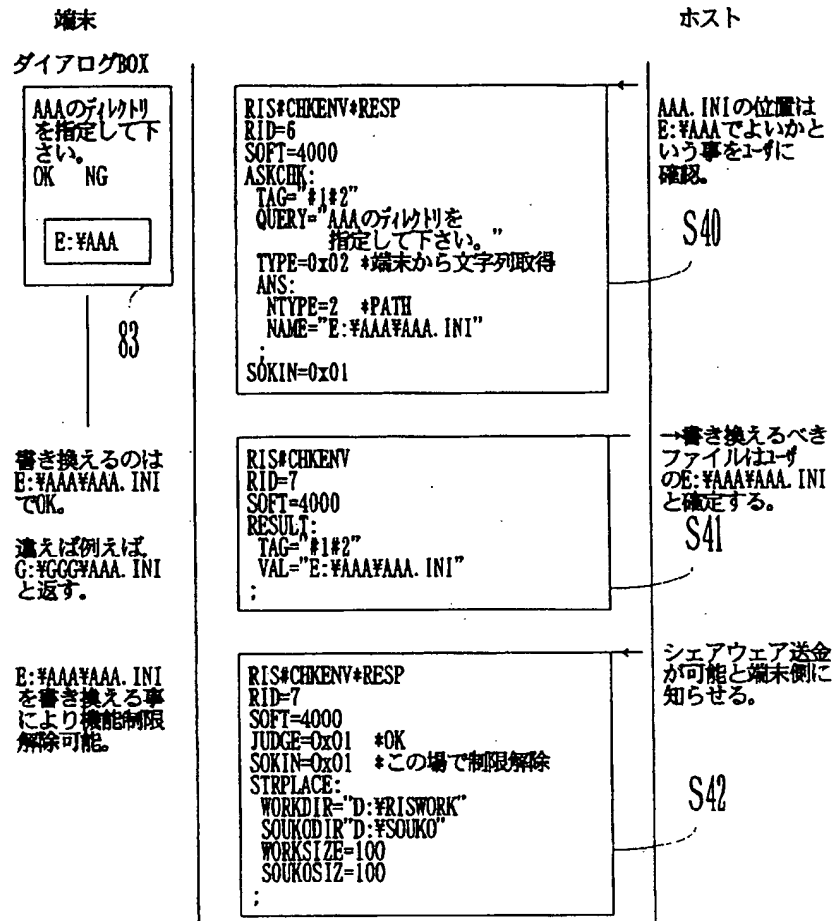 端末
ホスト
ダイアログBOX
AAAのディレクトリ
を指定して下
さい。
OK NG
E:¥AAA
83
RIS#CHKENV*RESP
RID=6
SOFT=4000
ASKCHK:
TAG="#1#2"
QUERY="AAAのディレクトリを
指定して下さい。"
TYPE=0x02 *端末から文字列取得
ANS:
NTYPE=2 *PATH
NAME="E:¥AAA¥AAA.INI"
;
SOKIN=0x01
AAA.INIの位置は
E:¥AAAでよいかと
いう事をユーザに
確認。
S40
書き換えるのは
E:¥AAA¥AAA.INI
でOK。
違えば例えば、
G:¥GGG¥AAA.INI
と返す。
RIS#CHKENV
RID=7
SOFT=4000
RESULT:
TAG="#1#2"
VAL="E:¥AAA¥AAA.INI"
;
→書き換えるべき
ファイルはユーザ
のE:¥AAA¥AAA.INI
と確定する。
S41
E:¥AAA¥AAA.INI
を書き換える事
により機能制限
解除可能。
RIS#CHKENV*RESP
RID=7
SOFT=4000
JUDGE=0x01 *OK
SOKIN=0x01 *この場で制限解除
STRPLACE:
WORKDIR="D:¥RISWORK"
SOUKODIR"D:¥SOUKO"
WORKSIZE=100
SOUKOSIZ=100
;
シェアウェア送金
が可能と端末側に
知らせる。
S42